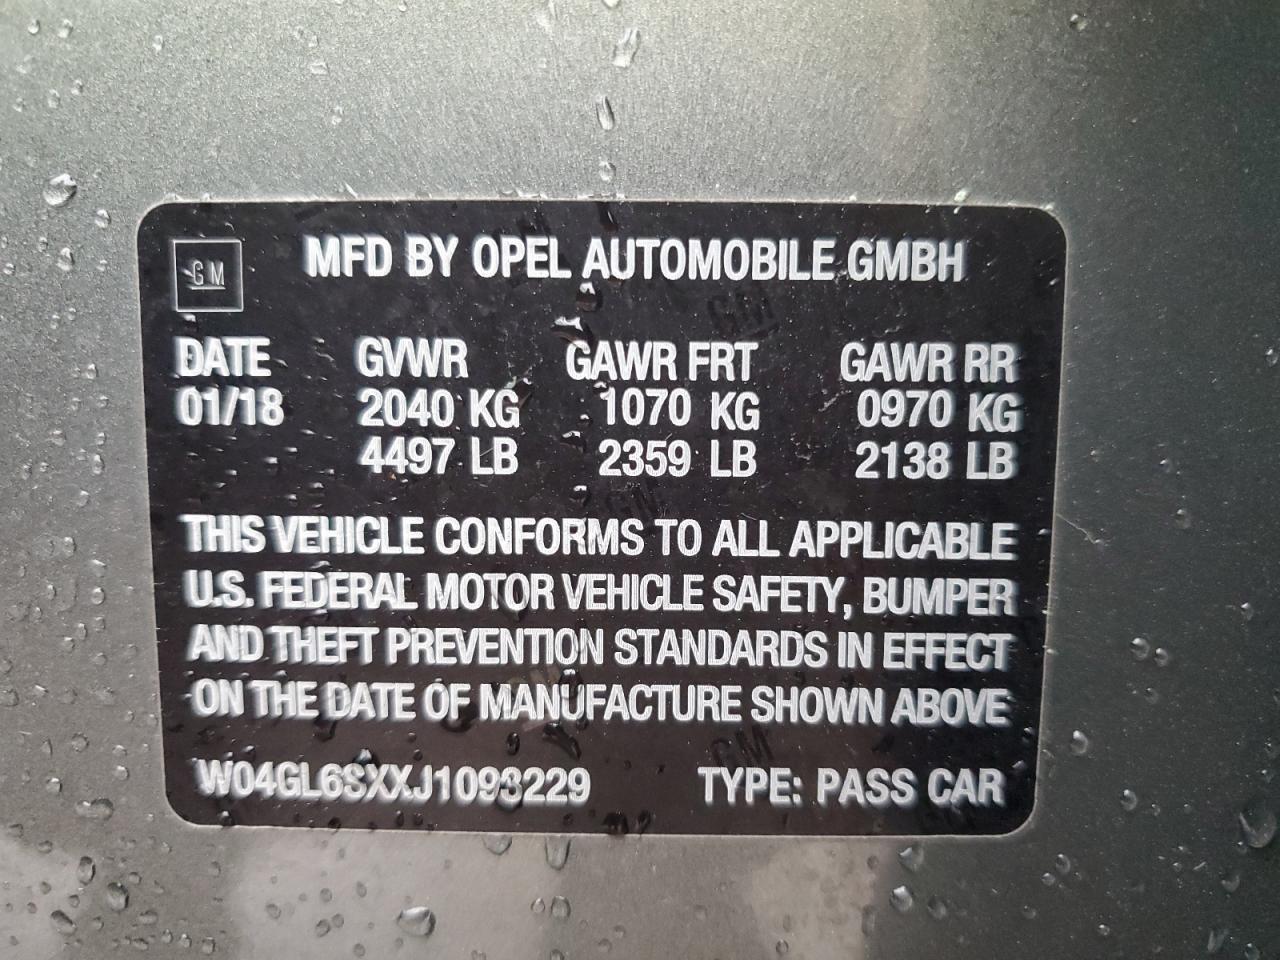 GM
MFD BY OPEL AUTOMOBILE GMBH
DATE GVWR GAWR FRT GAWR RR
01/18 2040 KG 1070 KG 0970 KG
4497 LB 2359 LB 2138 LB
THIS VEHICLE CONFORMS TO ALL APPLICABLE
U.S. FEDERAL MOTOR VEHICLE SAFETY, BUMPER
AND THEFT PREVENTION STANDARDS IN EFFECT
ON THE DATE OF MANUFACTURE SHOWN ABOVE
W04GL6SXXJ1093229 TYPE: PASS CAR